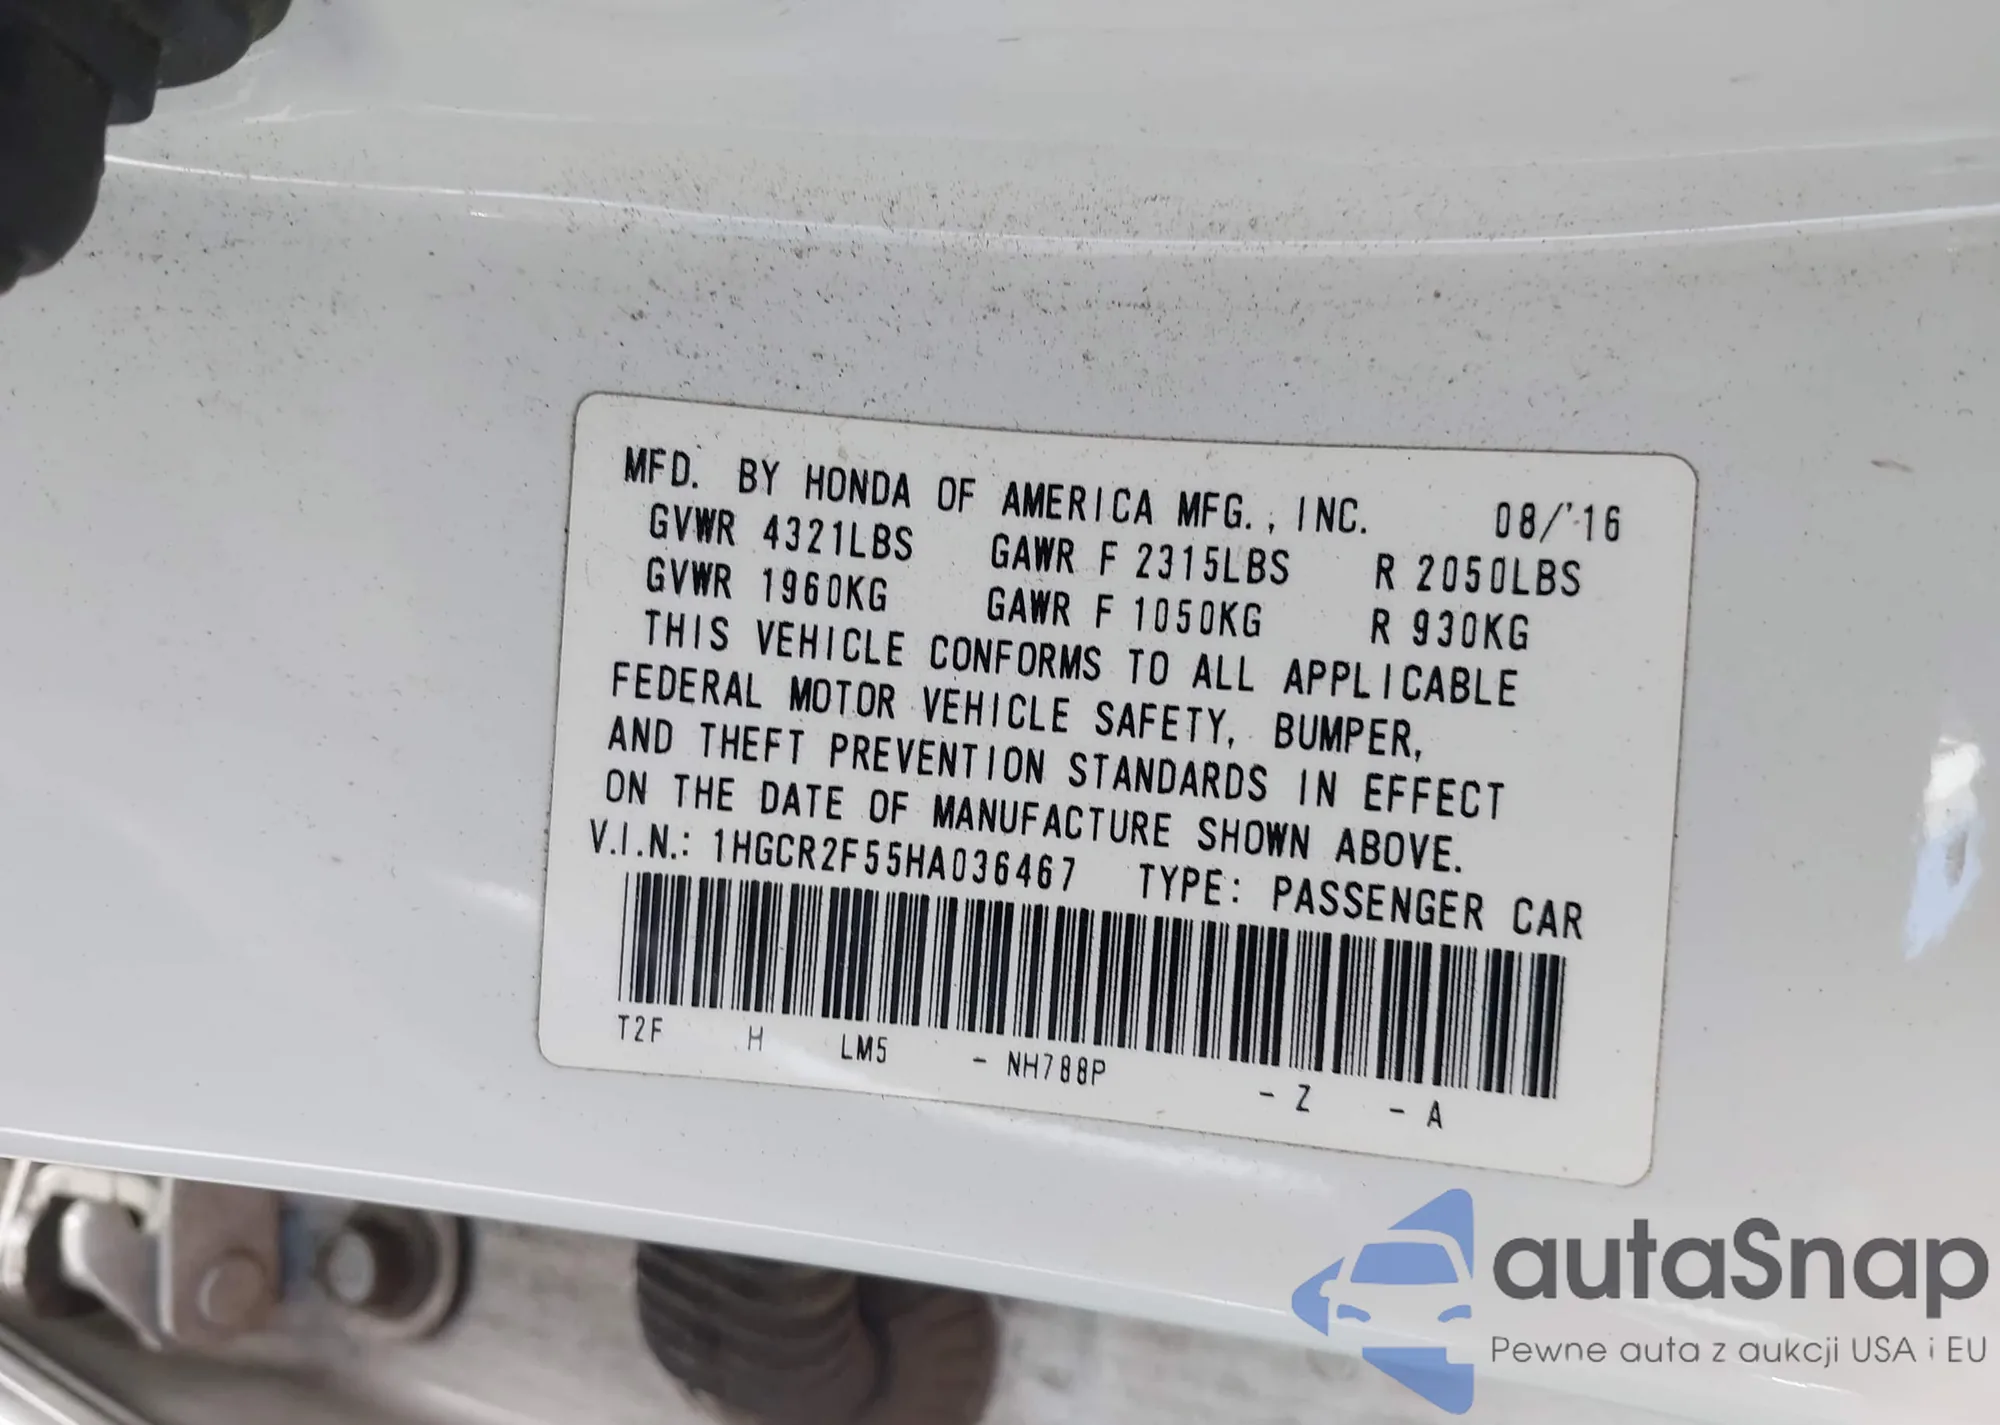 MFD. BY HONDA OF AMERICA MFG., INC. 08/'16
GVWR 4321LBS GAWR F 2315LBS R 2050LBS
GVWR 1960KG GAWR F 1050KG R 930KG
THIS VEHICLE CONFORMS TO ALL APPLICABLE
FEDERAL MOTOR VEHICLE SAFETY, BUMPER,
AND THEFT PREVENTION STANDARDS IN EFFECT
ON THE DATE OF MANUFACTURE SHOWN ABOVE.
V.I.N.: 1HGCR2F55HA036467 TYPE: PASSENGER CAR
T2F H LM5 - NH788P - Z - A
autaSnap
Pewne auta z aukcji USA i EU